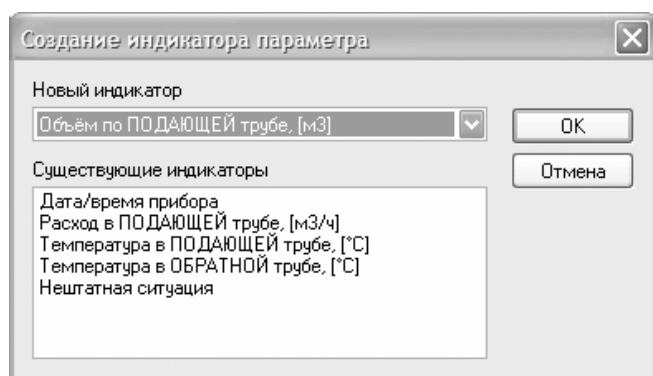 Создание индикатора параметра
Новый индикатор
Объём по ПОДАЮЩЕЙ трубе, [м3]
OK
Существующие индикаторы
Отмена
Дата/время прибора
Расход в ПОДАЮЩЕЙ трубе, [м3/ч]
Температура в ПОДАЮЩЕЙ трубе, [°C]
Температура в ОБРАТНОЙ трубе, [°C]
Нештатная ситуация